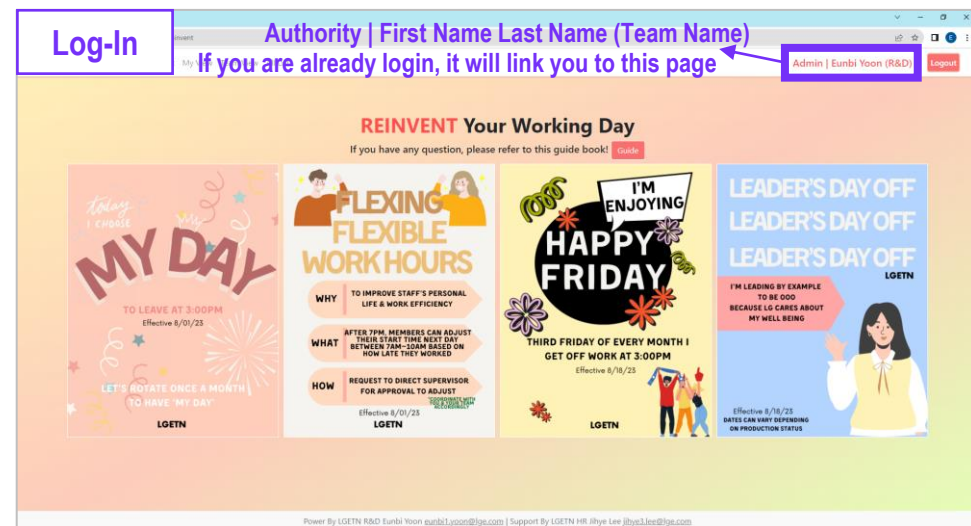 Log-In
Authority | First Name Last Name (Team Name)
If you are already login, it will link you to this page
Admin | Eunbi Yoon (R&D)
Logout
REINVENT Your Working Day
If you have any question, please refer to this guide book! Guide
today
I CHOOSE
MY DAY
TO LEAVE AT 3:00PM
Effective 8/01/23
LET'S ROTATE ONCE A MONTH
TO HAVE "MY DAY"
LGETN
FLEXING
FLEXIBLE
WORK HOURS
WHY
TO IMPROVE STAFF'S PERSONAL
LIFE & WORK EFFICIENCY
WHAT
AFTER 7PM, MEMBERS CAN ADJUST
THEIR START TIME NEXT DAY
BETWEEN 7AM~10AM BASED ON
HOW LATE THEY WORKED
HOW
REQUEST TO DIRECT SUPERVISOR
FOR APPROVAL TO ADJUST
*COORDINATE WITH
YOU & YOUR TEAM
ACCORDINGLY
Effective 8/01/23
LGETN
I'M
ENJOYING
HAPPY
FRIDAY
THIRD FRIDAY OF EVERY MONTH I
GET OFF WORK AT 3:00PM
Effective 8/18/23
LGETN
LEADER'S DAY OFF
LEADER'S DAY OFF
LEADER'S DAY OFF
LGETN
I'M LEADING BY EXAMPLE
TO BE OOO
BECAUSE LG CARES ABOUT
MY WELL BEING
Effective 8/18/23
DATES CAN VARY DEPENDING
ON PRODUCTION STATUS
Power By LGETN R&D Eunbi Yoon eunbi1.yoon@lge.com | Support By LGETN HR Jihye Lee jihye3.lee@lge.com